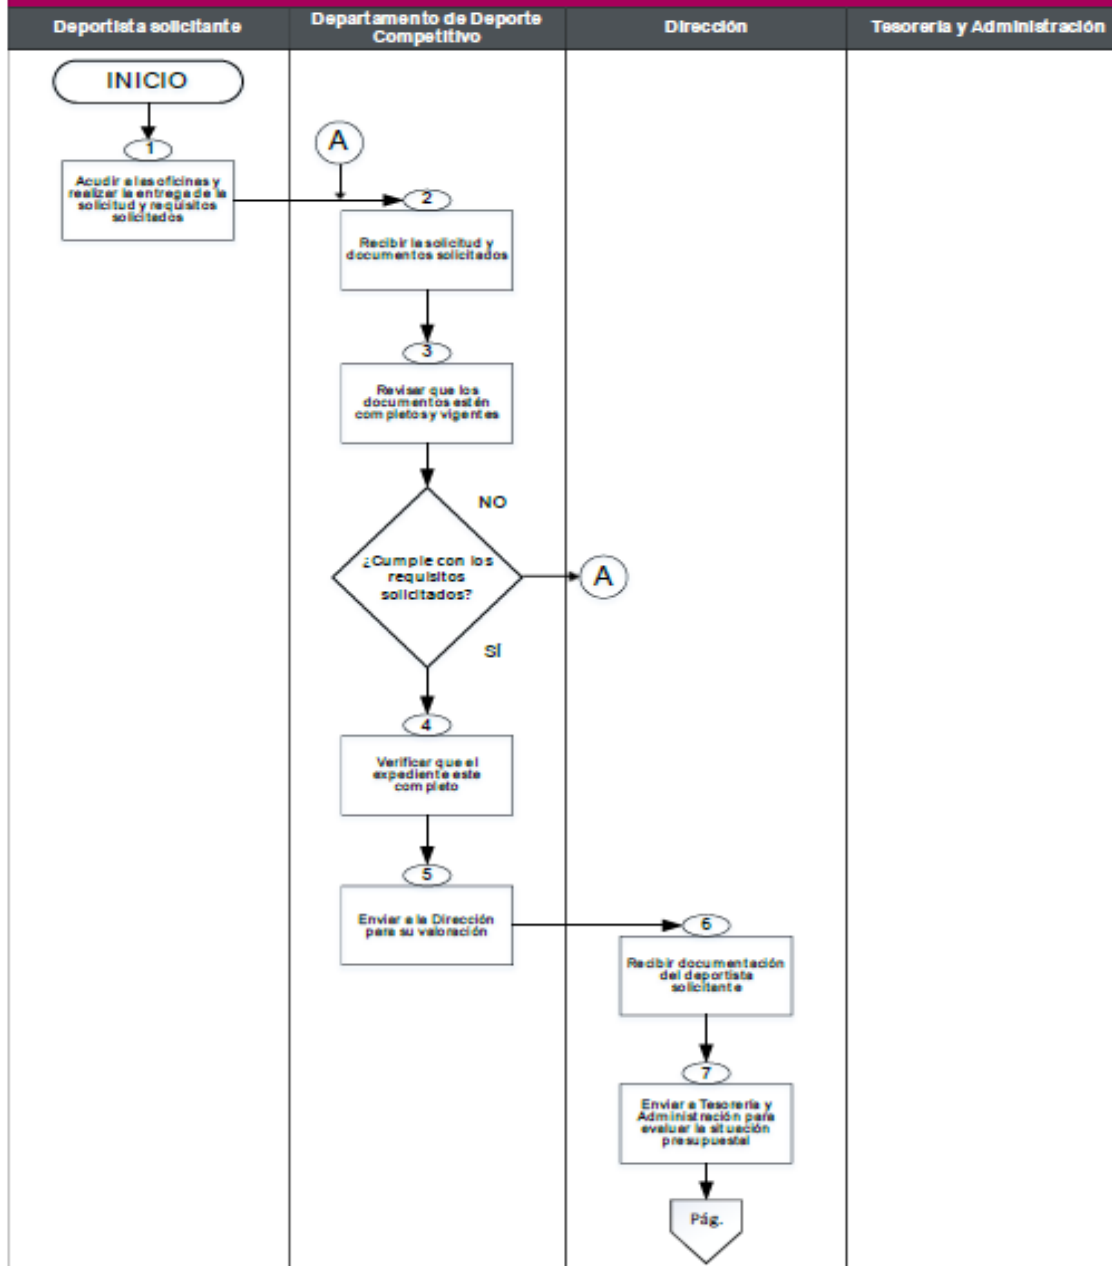 Deportista solicitante
Departamento de Deporte
Competitivo
Dirección
Tesorería y Administración
INICIO
1
Acudir a las oficinas y
realizar la entrega de la
solicitud y requisitos
solicitados
A
2
Recibir la solicitud y
documentos solicitados
3
Revisar que los
documentos estén
completos y vigentes
NO
¿Cumple con los
requisitos
solicitados?
A
SÍ
4
Verificar que el
expediente este
completo
5
Enviar a la Dirección
para su valoración
6
Recibir documentación
del deportista
solicitante
7
Enviar a Tesorería y
Administración para
evaluar la situación
presupuestal
Pág.